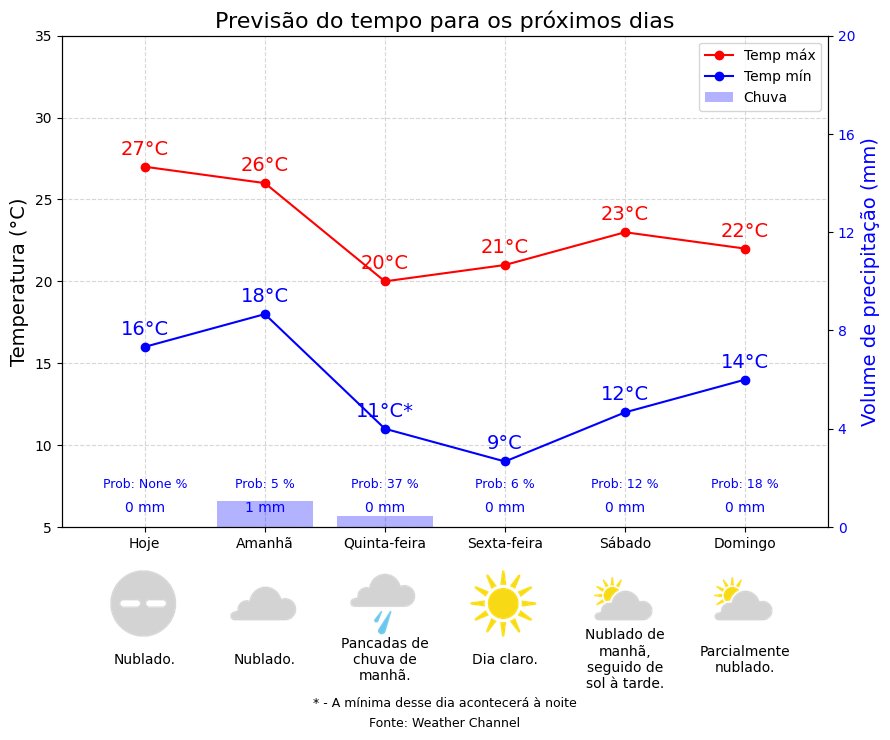 Previsão do tempo para os próximos dias
Temperatura (°C)
Volume de precipitação (mm)
35
30
25
20
15
10
5
20
16
12
8
4
0
Temp máx
Temp mín
Chuva
27°C
26°C
20°C
21°C
23°C
22°C
16°C
18°C
11°C*
9°C
12°C
14°C
Prob: None %
Prob: 5 %
Prob: 37 %
Prob: 6 %
Prob: 12 %
Prob: 18 %
0 mm
1 mm
0 mm
0 mm
0 mm
0 mm
Hoje
Amanhã
Quinta-feira
Sexta-feira
Sábado
Domingo
Nublado.
Nublado.
Pancadas de
chuva de
manhã.
Dia claro.
Nublado de
manhã,
seguido de
sol à tarde.
Parcialmente
nublado.
* - A mínima desse dia acontecerá à noite
Fonte: Weather Channel